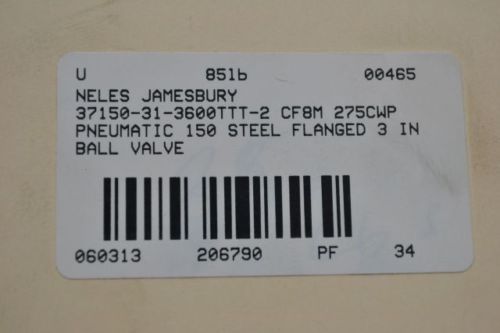 U 85lb 00465
NELES JAMESBURY
37150-31-3600TTT-2 CF8M 275CWP
PNEUMATIC 150 STEEL FLANGED 3 IN
BALL VALVE
060313 206790 PF 34